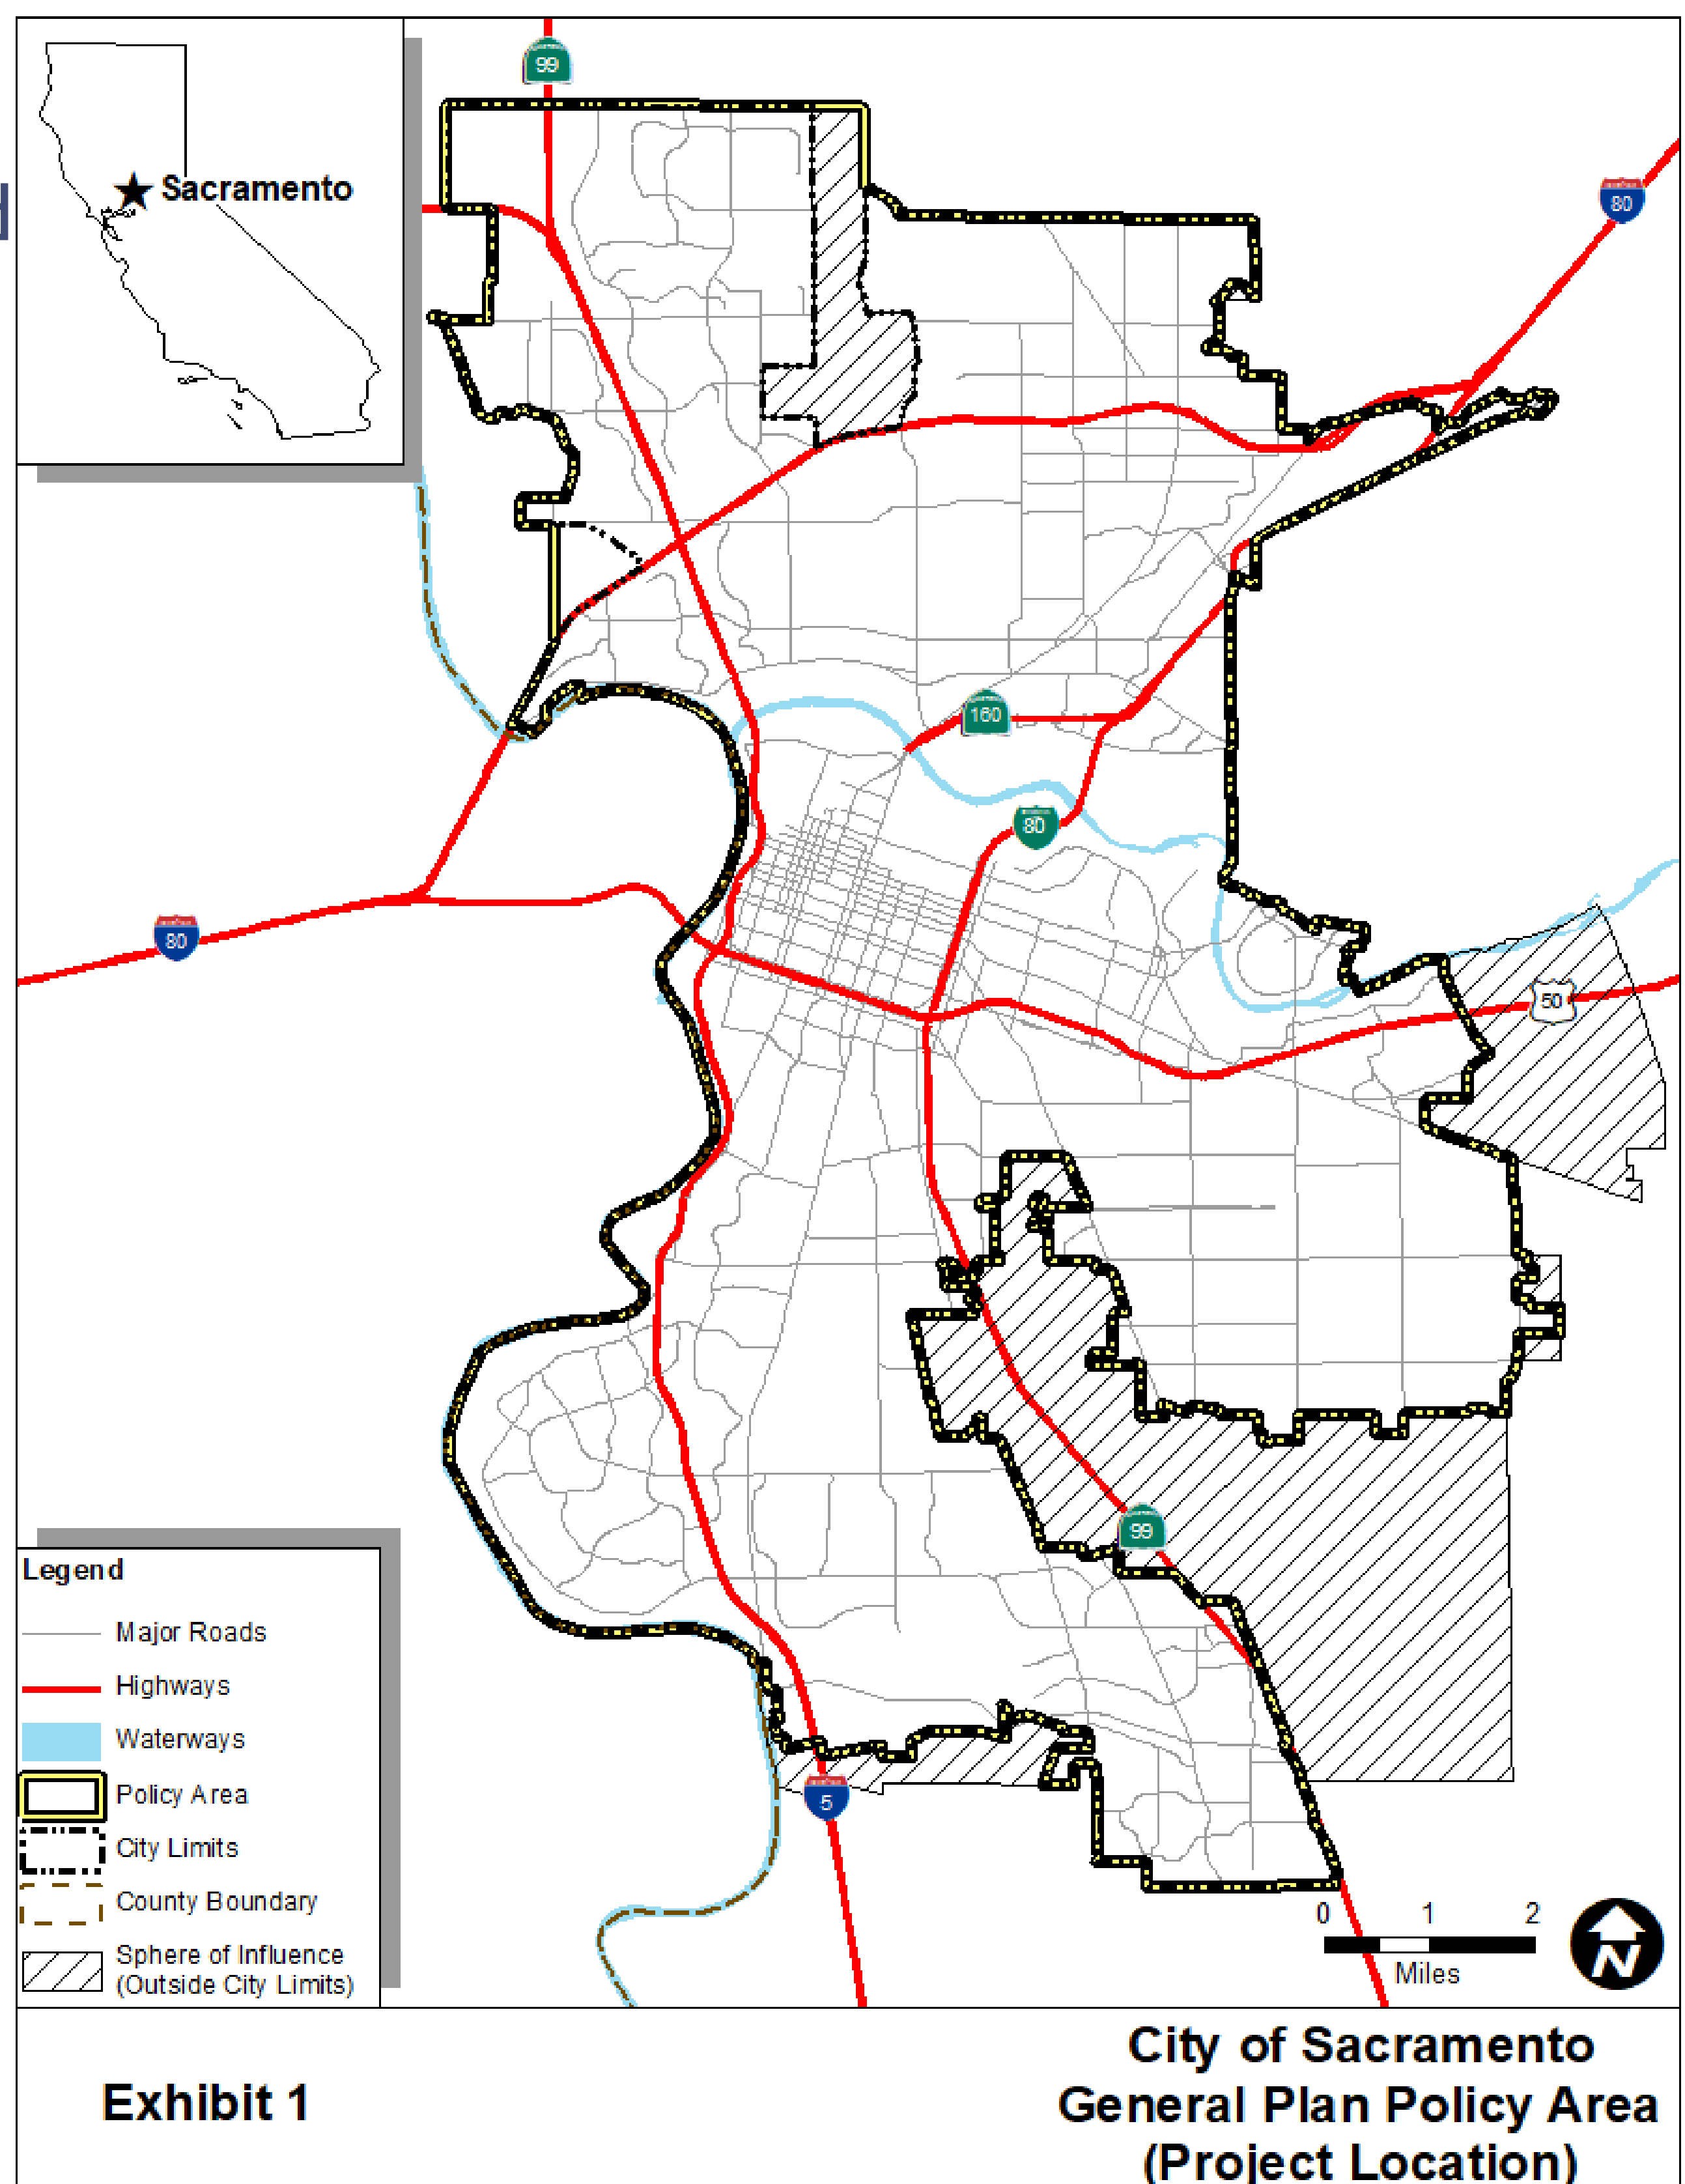 Sacramento
99
80
160
80
80
50
99
5
Legend
Major Roads
Highways
Waterways
Policy Area
City Limits
County Boundary
Sphere of Influence
(Outside City Limits)
0 1 2
Miles
N
Exhibit 1
City of Sacramento
General Plan Policy Area
(Project Location)